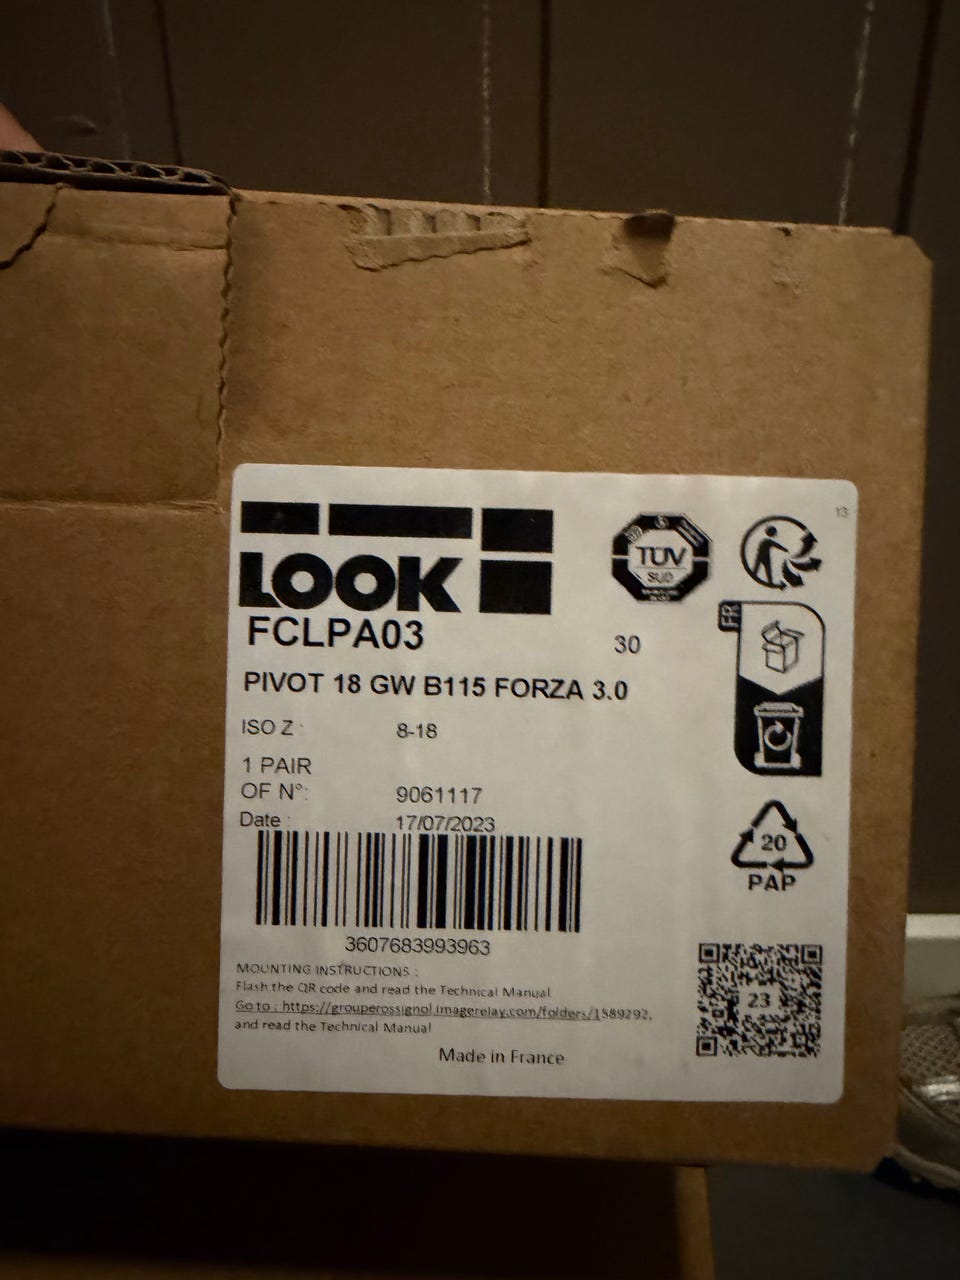 LOOK
13
TÜV
SUD
FCLPA03
30
FR
PIVOT 18 GW B115 FORZA 3.0
ISO Z : 8-18
1 PAIR
OF N°: 9061117
Date : 17/07/2023
3607683993963
20
PAP
MOUNTING INSTRUCTIONS :
Flash the QR code and read the Technical Manual
Go to : https://grouperossignol.imagerelay.com/folders/1589292,
and read the Technical Manual
23
Made in France